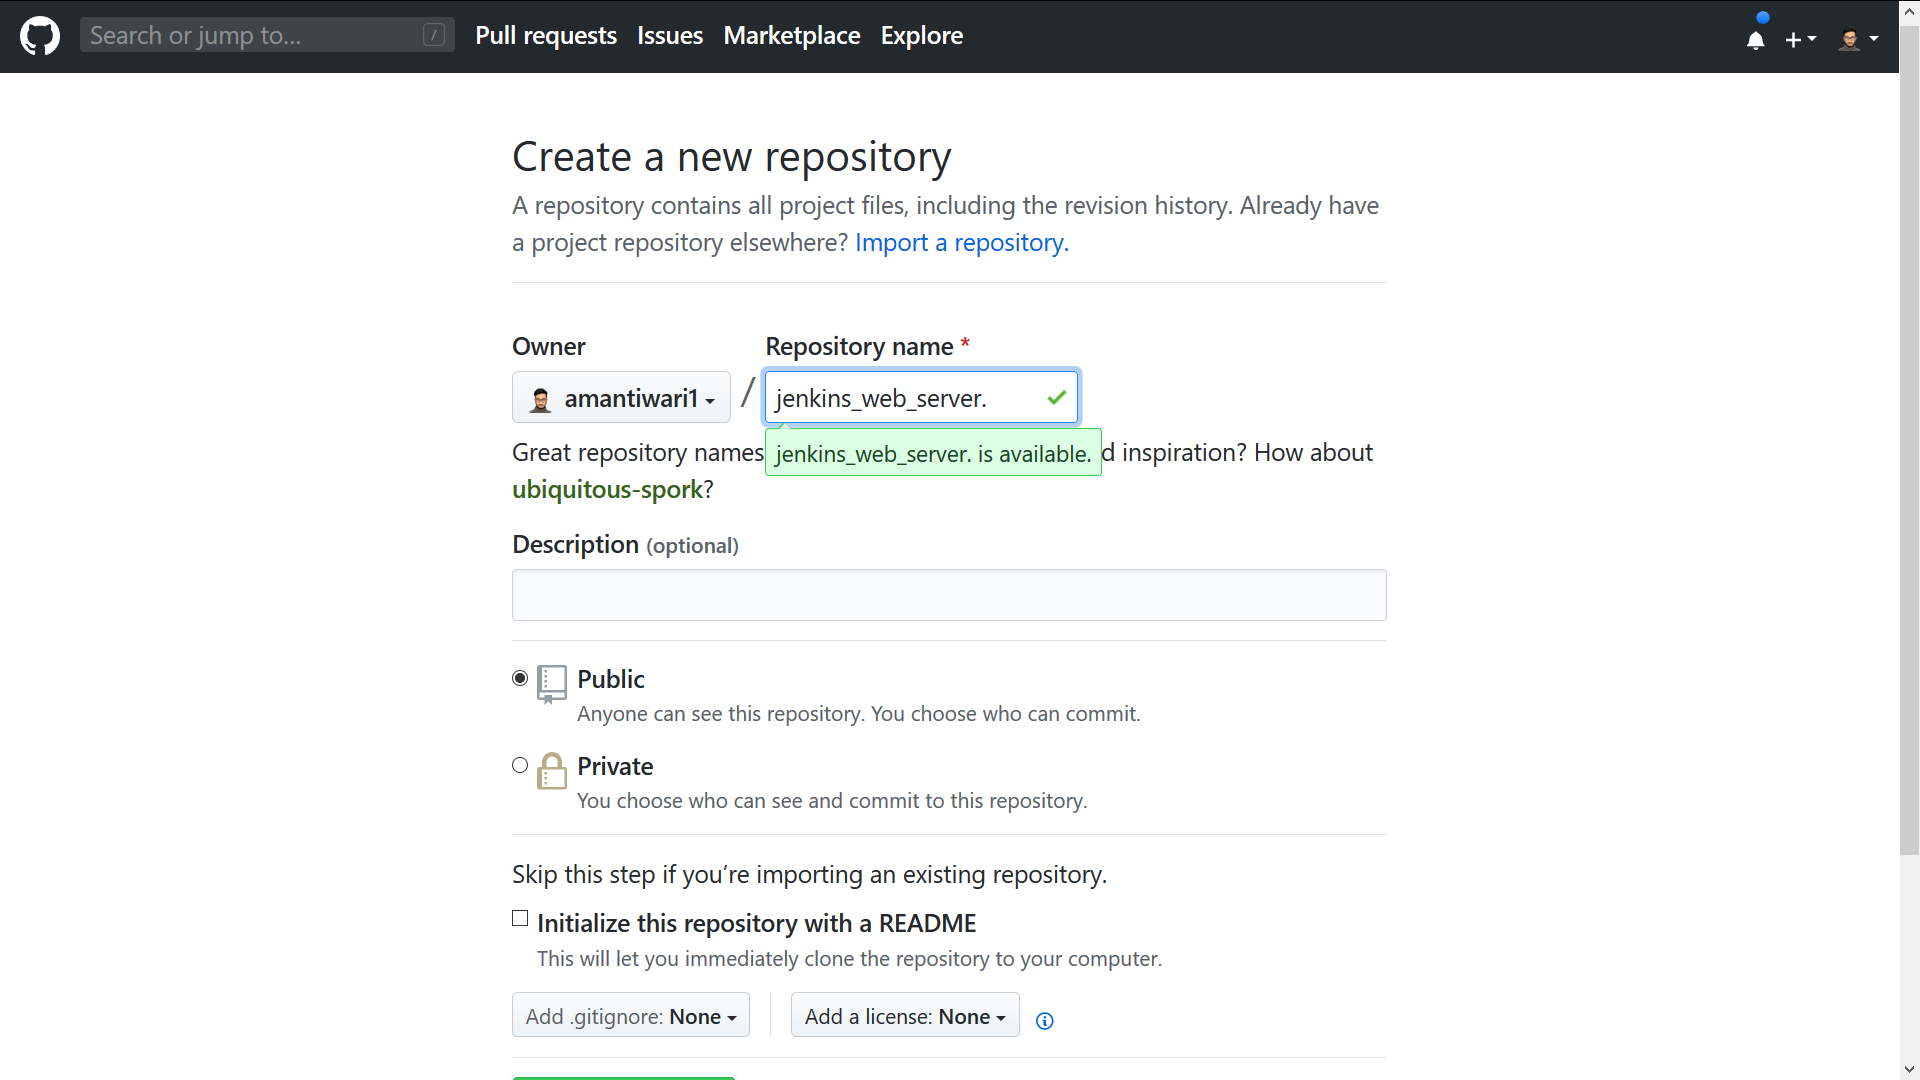 Search or jump to... /
Pull requests Issues Marketplace Explore
Create a new repository
A repository contains all project files, including the revision history. Already have
a project repository elsewhere? Import a repository.
Owner Repository name *
amantiwari1 / jenkins_web_server.
Great repository names jenkins_web_server. is available. d inspiration? How about
ubiquitous-spork?
Description (optional)
Public
Anyone can see this repository. You choose who can commit.
Private
You choose who can see and commit to this repository.
Skip this step if you’re importing an existing repository.
Initialize this repository with a README
This will let you immediately clone the repository to your computer.
Add .gitignore: None Add a license: None